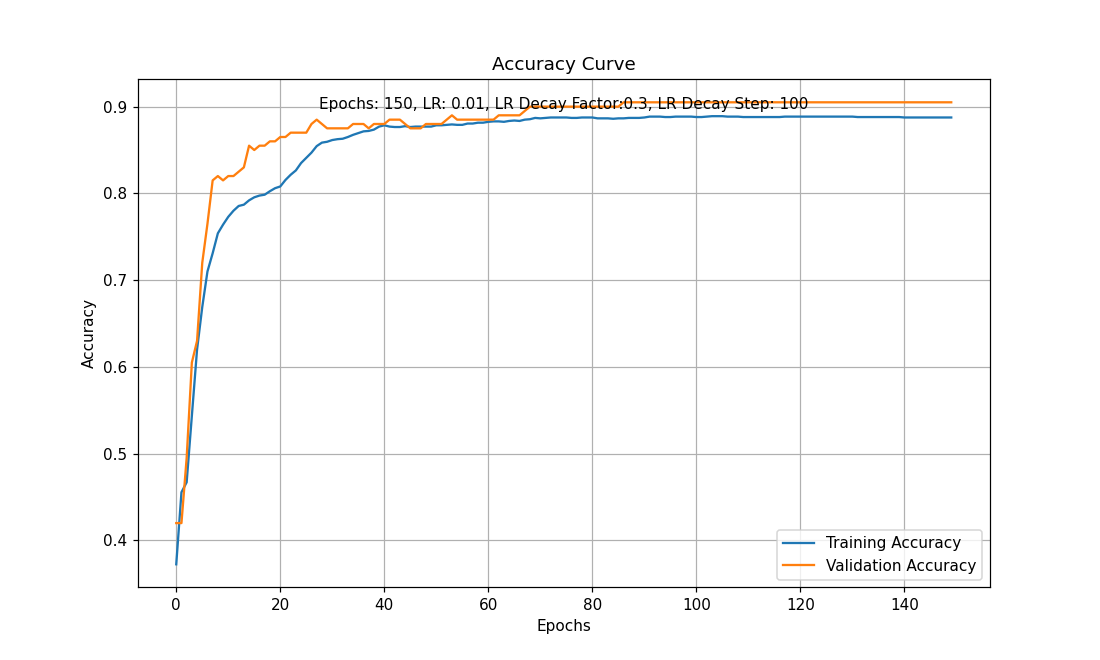 Accuracy Curve
Epochs: 150, LR: 0.01, LR Decay Factor:0.3, LR Decay Step: 100
0.9
0.8
0.7
0.6
0.5
0.4
Accuracy
Training Accuracy
Validation Accuracy
0 20 40 60 80 100 120 140
Epochs